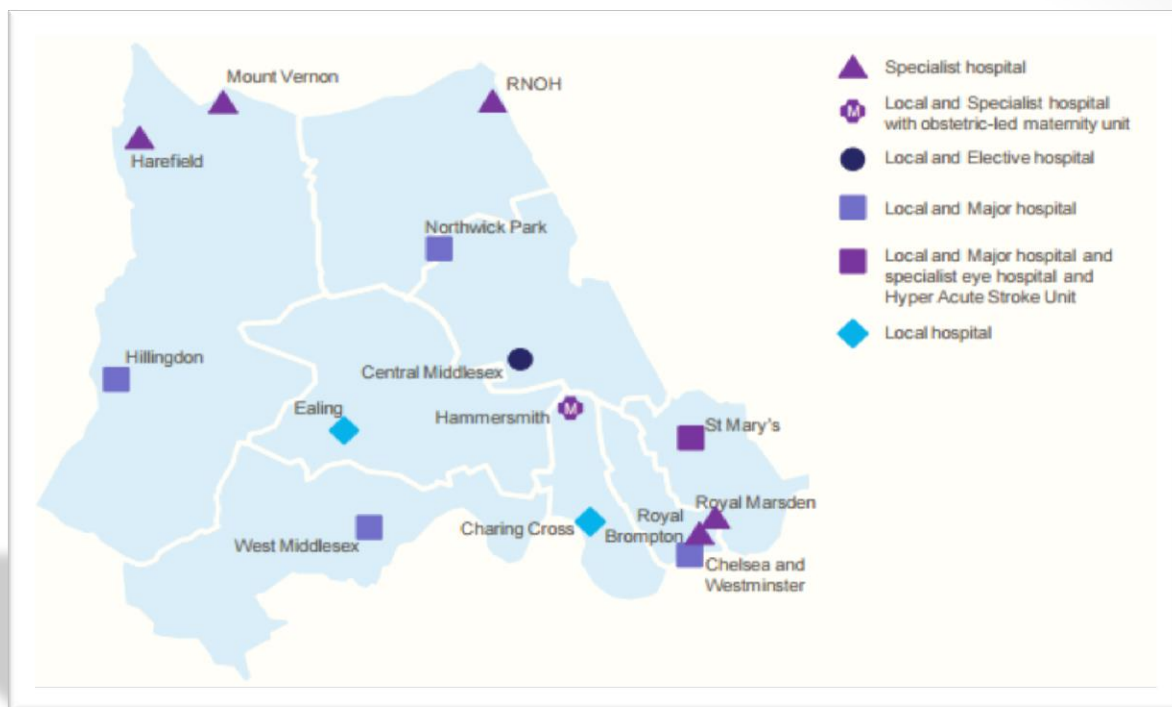 Mount Vernon
RNOH
Harefield
Northwick Park
Hillingdon
Central Middlesex
Ealing
Hammersmith
M
St Mary's
Royal Marsden
Royal
Brompton
Charing Cross
West Middlesex
Chelsea and
Westminster
Specialist hospital
M
Local and Specialist hospital
with obstetric-led maternity unit
Local and Elective hospital
Local and Major hospital
Local and Major hospital and
specialist eye hospital and
Hyper Acute Stroke Unit
Local hospital